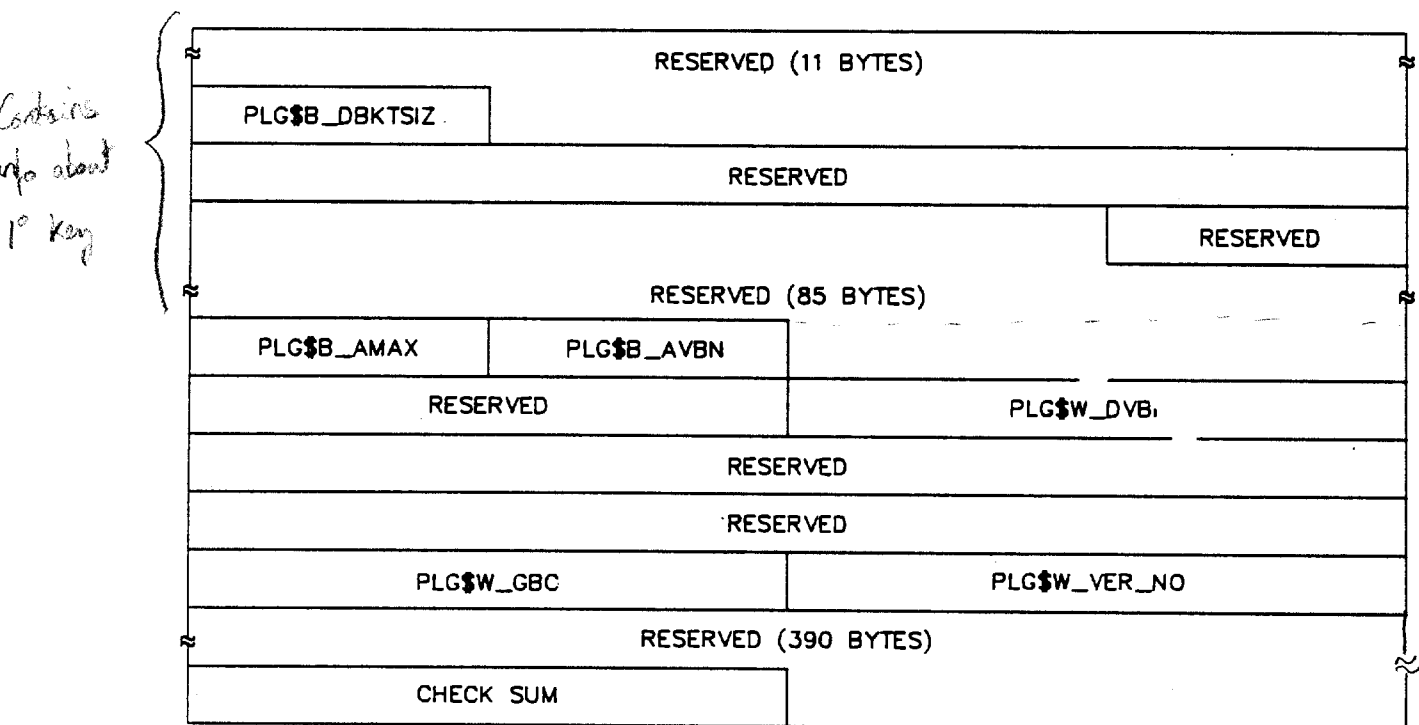 RESERVED (11 BYTES)
PLG$B_DBKTSIZ
Contains
info about
1° Key
RESERVED
RESERVED
RESERVED (85 BYTES)
PLG$B_AMAX PLG$B_AVBN
RESERVED PLG$W_DVB
RESERVED
RESERVED
PLG$W_GBC PLG$W_VER_NO
RESERVED (390 BYTES)
CHECK SUM